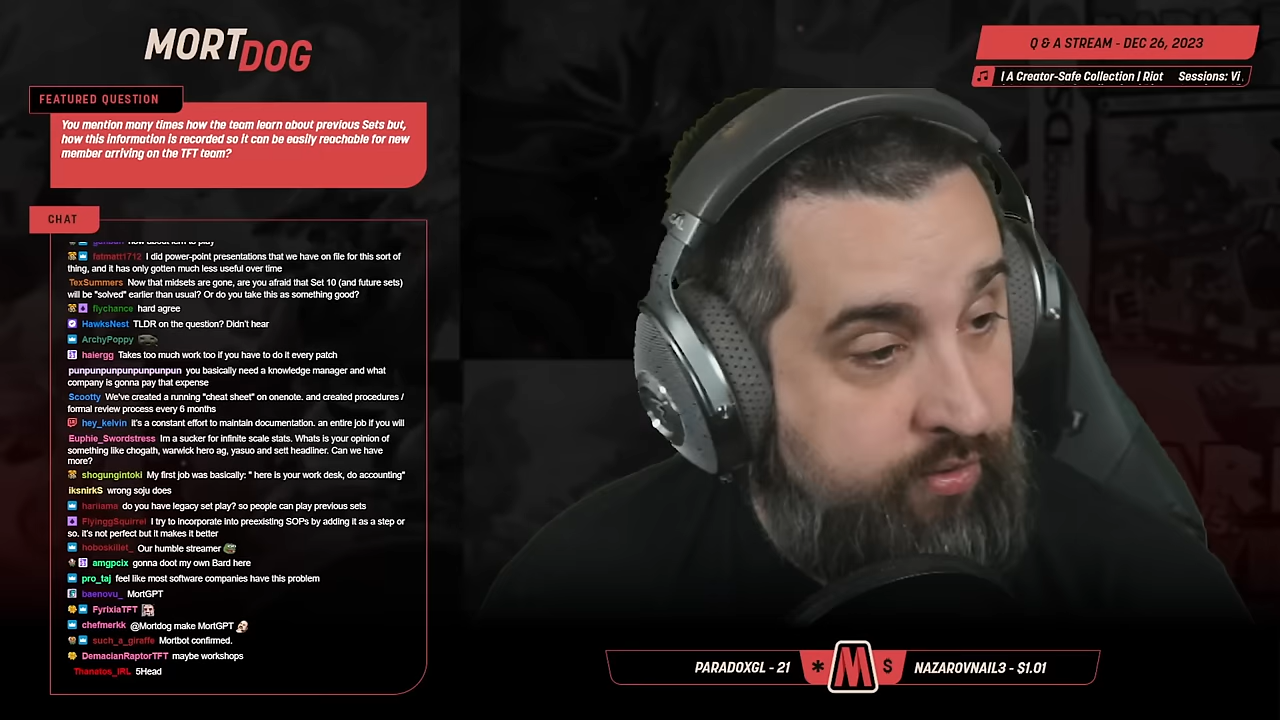 MORTDOG
Q & A STREAM - DEC 26, 2023
| A Creator-Safe Collection | Riot Sessions: Vi
FEATURED QUESTION
You mention many times how the team learn about previous Sets but,
how this information is recorded so it can be easily reachable for new
member arriving on the TFT team?
CHAT
fatmatt1712 I did power-point presentations that we have on file for this sort of
thing, and it has only gotten much less useful over time
TexSummers Now that midsets are gone, are you afraid that Set 10 (and future sets)
will be "solved" earlier than usual? Or do you take this as something good?
flychance hard agree
HawksNest TLDR on the question? Didn't hear
ArchyPoppy
haiergg Takes too much work too if you have to do it every patch
punpunpunpunpunpunpun you basically need a knowledge manager and what
company is gonna pay that expense
Scootty We've created a running "cheat sheet" on onenote. and created procedures /
formal review process every 6 months
hey_kelvin it's a constant effort to maintain documentation. an entire job if you will
Euphie_Swordstress Im a sucker for infinite scale stats. Whats is your opinion of
something like chogath, warwick hero ag, yasuo and sett headliner. Can we have
more?
shogungintoki My first job was basically: " here is your work desk, do accounting"
iksnirkS wrong soju does
hariiama do you have legacy set play? so people can play previous sets
FlyinggSquirrel I try to incorporate into preexisting SOPs by adding it as a step or
so. it's not perfect but it makes it better
hoboskillet_ Our humble streamer
amgpcix gonna doot my own Bard here
pro_taj feel like most software companies have this problem
baenovu_ MortGPT
FyrixiaTFT
chefmerkk @Mortdog make MortGPT
such_a_giraffe Mortbot confirmed.
DemacianRaptorTFT maybe workshops
Thanatos_IRL 5Head
PARADOXGL - 21
* M $
NAZAROVNAIL3 - $1.01